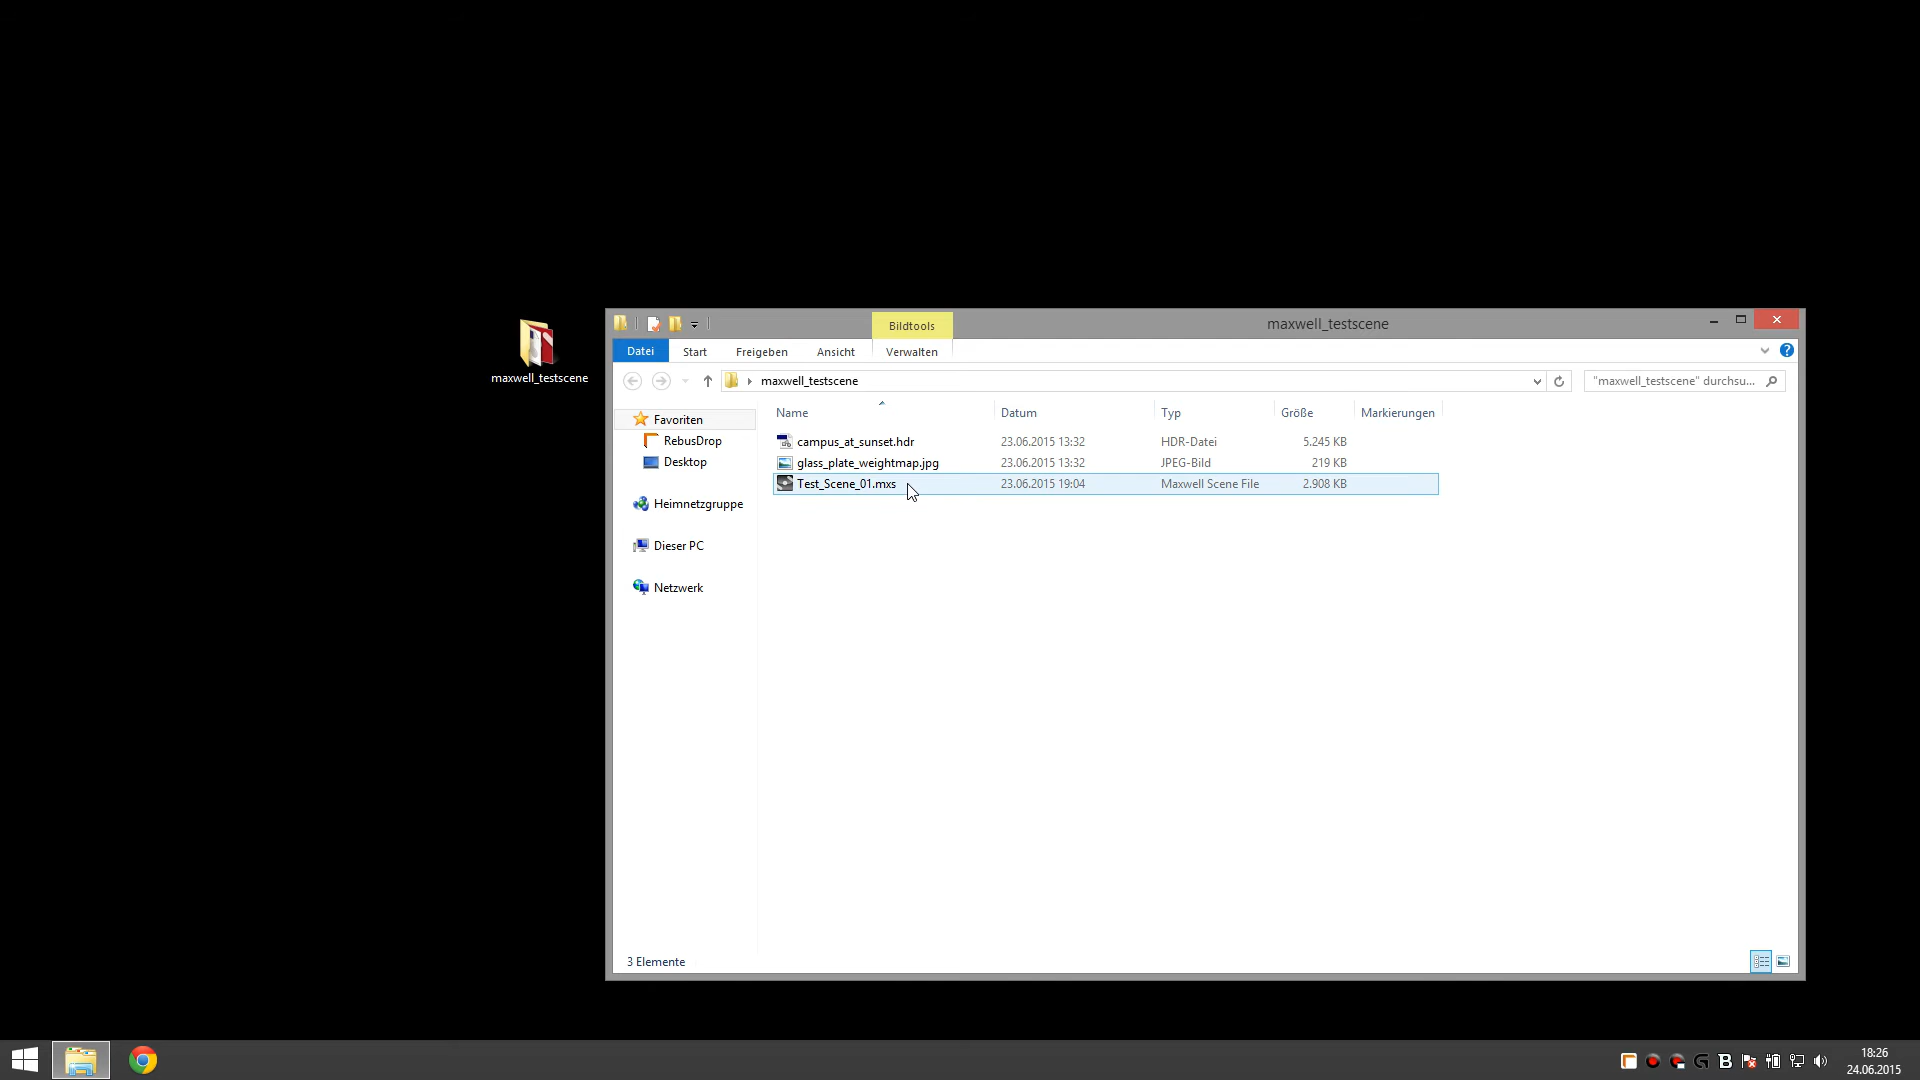 maxwell_testscene
Bildtools
maxwell_testscene
Datei Start Freigeben Ansicht Verwalten
maxwell_testscene
"maxwell_testscene" durchsu...
Name Datum Typ Größe Markierungen
Favoriten
RebusDrop
Desktop
Heimnetzgruppe
Dieser PC
Netzwerk
campus_at_sunset.hdr 23.06.2015 13:32 HDR-Datei 5.245 KB
glass_plate_weightmap.jpg 23.06.2015 13:32 JPEG-Bild 219 KB
Test_Scene_01.mxs 23.06.2015 19:04 Maxwell Scene File 2.908 KB
3 Elemente
18:26
24.06.2015